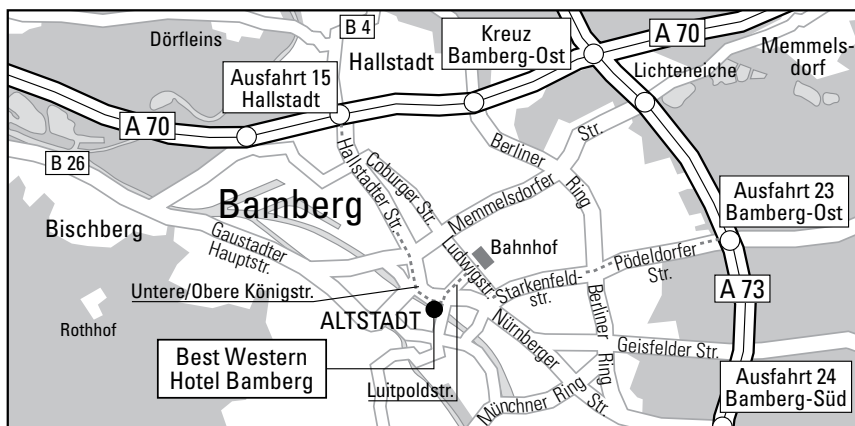 Dörfleins
B 4
Hallstadt
Kreuz
Bamberg-Ost
A 70
Memmels-
dorf
Lichteneiche
Ausfahrt 15
Hallstadt
A 70
B 26
Bischberg
Bamberg
Hallstadter Str.
Coburger Str.
Memmelsdorfer
Str.
Berliner
Ring
Ausfahrt 23
Bamberg-Ost
Gaustadter
Hauptstr.
Ludwigstr.
Bahnhof
Pödeldorfer
Str.
Starkenfeld-
str.
A 73
Untere/Obere Königstr.
Rothhof
ALTSTADT
Nürnberger
Str.
Berliner
Ring
Geisfelder Str.
Best Western
Hotel Bamberg
Luitpoldstr.
Münchner Ring
Ausfahrt 24
Bamberg-Süd